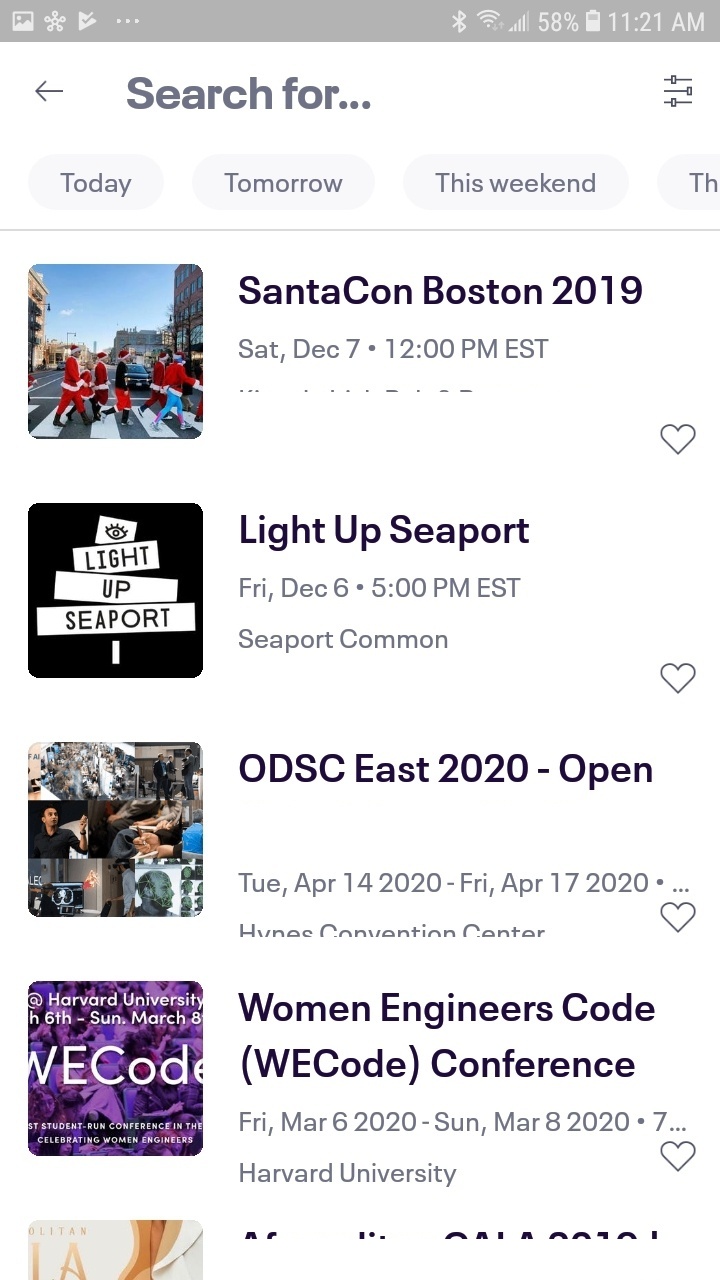 58% 11:21 AM
Search for...
Today
Tomorrow
This weekend
Th
SantaCon Boston 2019
Sat, Dec 7 • 12:00 PM EST
LIGHT
UP
SEAPORT
Light Up Seaport
Fri, Dec 6 • 5:00 PM EST
Seaport Common
ODSC East 2020 - Open
Tue, Apr 14 2020 - Fri, Apr 17 2020 • ...
Hynes Convention Center
@ Harvard University
h 6th - Sun. March 8
WECode
ST STUDENT-RUN CONFERENCE IN THE
CELEBRATING WOMEN ENGINEERS
Women Engineers Code
(WECode) Conference
Fri, Mar 6 2020 - Sun, Mar 8 2020 • 7...
Harvard University
OLITAN
LA
GALA 2019